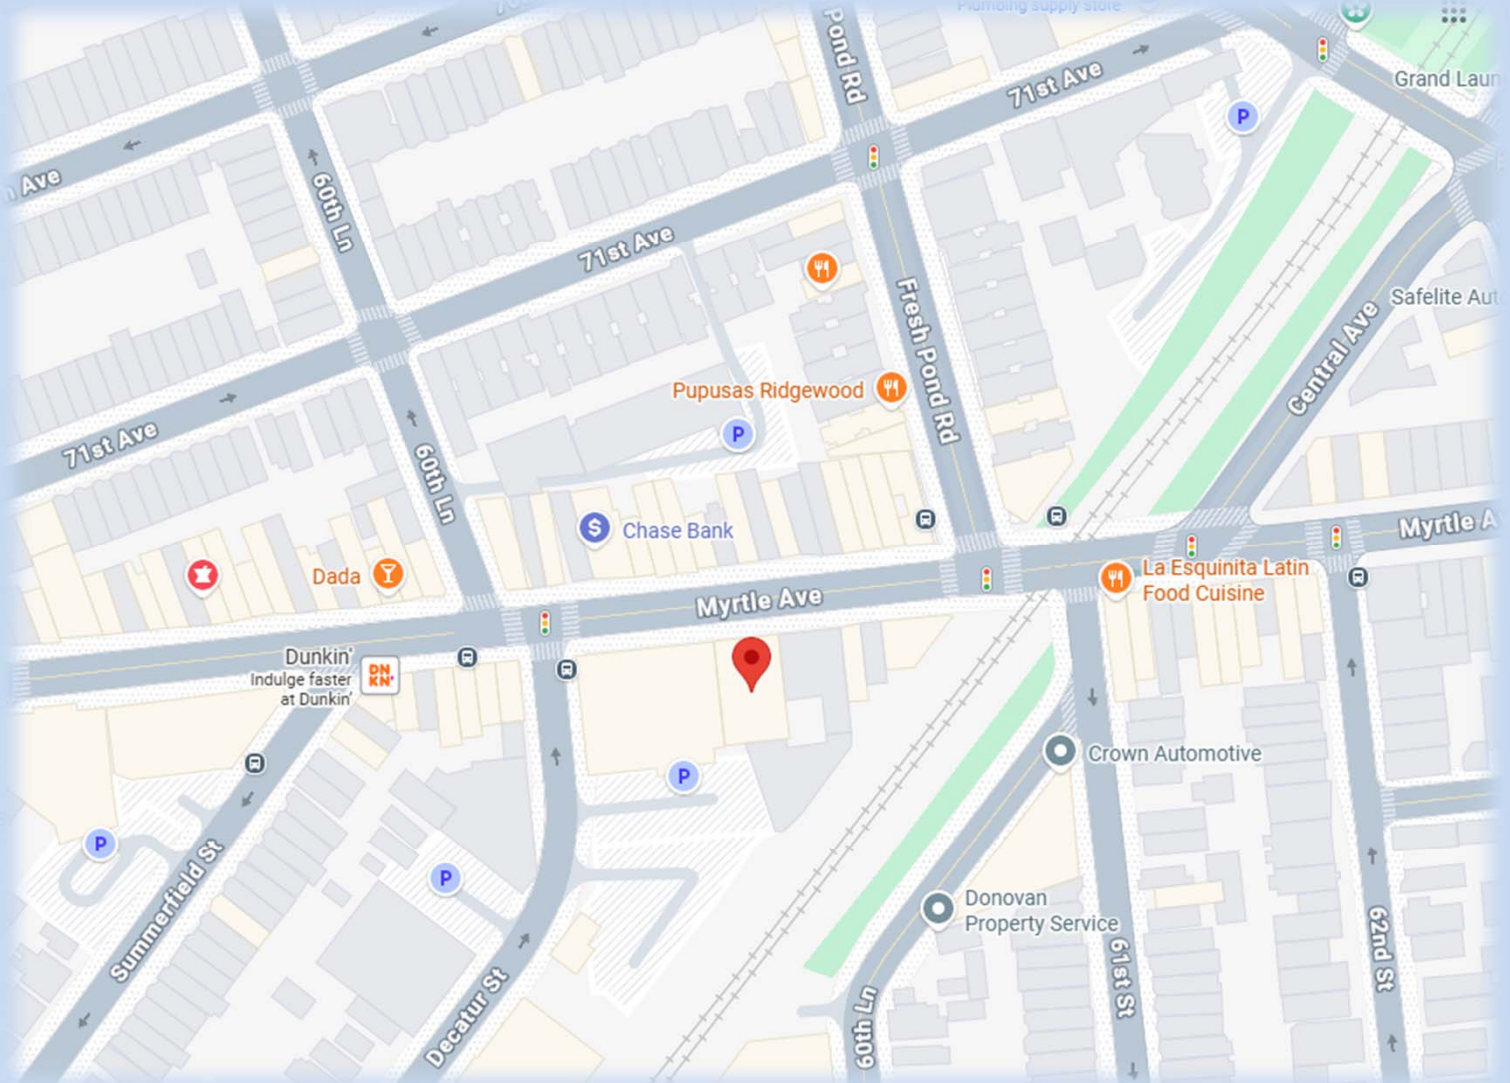 Plumbing supply store
Pond Rd
Grand Laun
71st Ave
P
Ave
60th Ln
71st Ave
Safelite Aut
Fresh Pond Rd
Central Ave
Pupusas Ridgewood
71st Ave
P
60th Ln
$
Chase Bank
Myrtle A
Dada
La Esquinita Latin
Food Cuisine
Myrtle Ave
Dunkin'
Indulge faster
at Dunkin'
DN
KN'
Crown Automotive
P
P
P
Summerfield St
Donovan
Property Service
62nd St
61st St
Decatur St
60th Ln